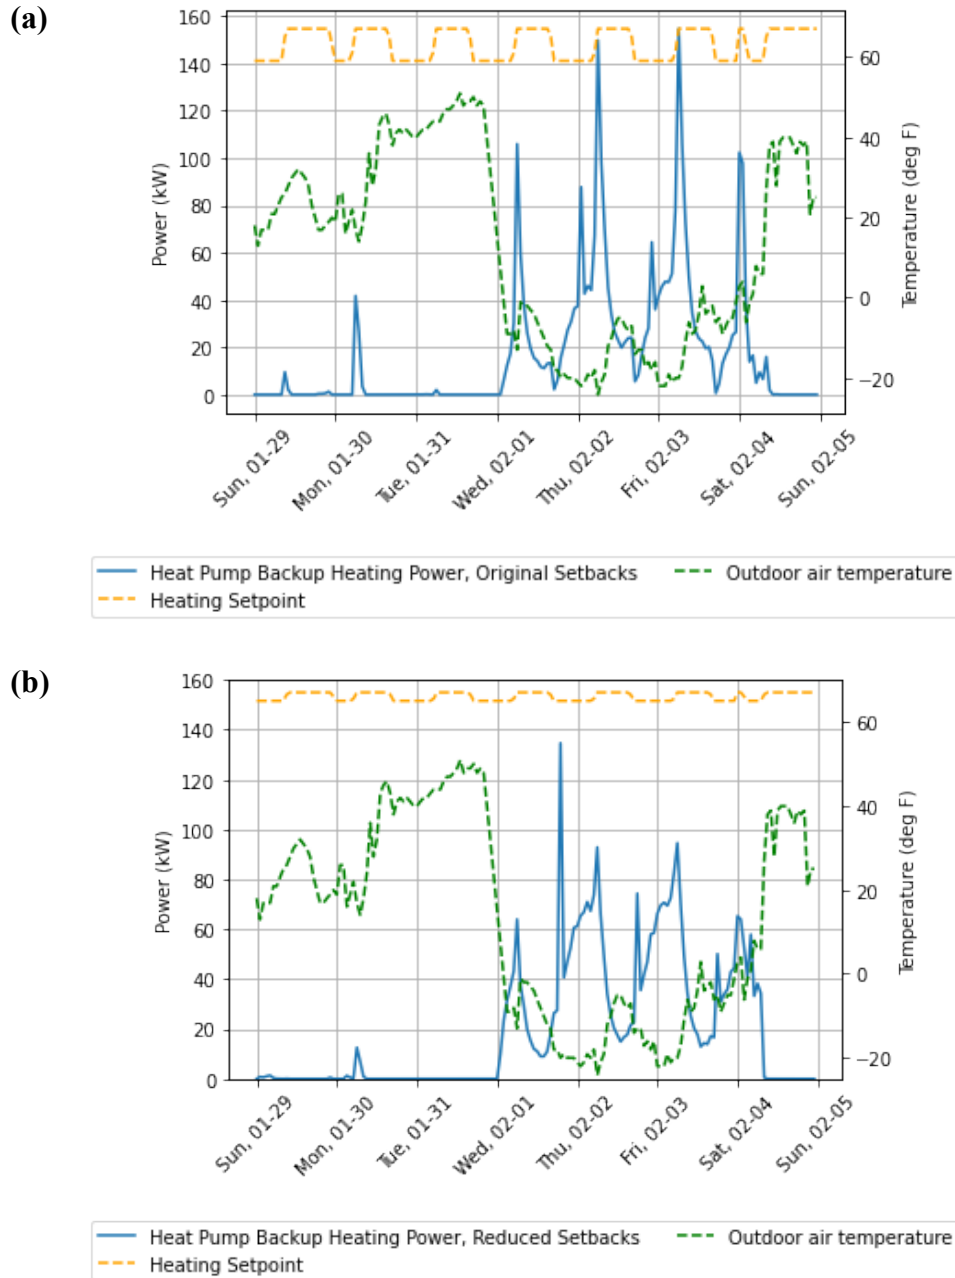 (a)
160
140
120
100
80
60
40
20
0
Power (kW)
60
40
20
0
−20
Temperature (deg F)
Sun, 01-29
Mon, 01-30
Tue, 01-31
Wed, 02-01
Thu, 02-02
Fri, 02-03
Sat, 02-04
Sun, 02-05
Heat Pump Backup Heating Power, Original Setbacks
Outdoor air temperature
Heating Setpoint
(b)
160
140
120
100
80
60
40
20
0
Power (kW)
60
40
20
0
−20
Temperature (deg F)
Sun, 01-29
Mon, 01-30
Tue, 01-31
Wed, 02-01
Thu, 02-02
Fri, 02-03
Sat, 02-04
Sun, 02-05
Heat Pump Backup Heating Power, Reduced Setbacks
Outdoor air temperature
Heating Setpoint